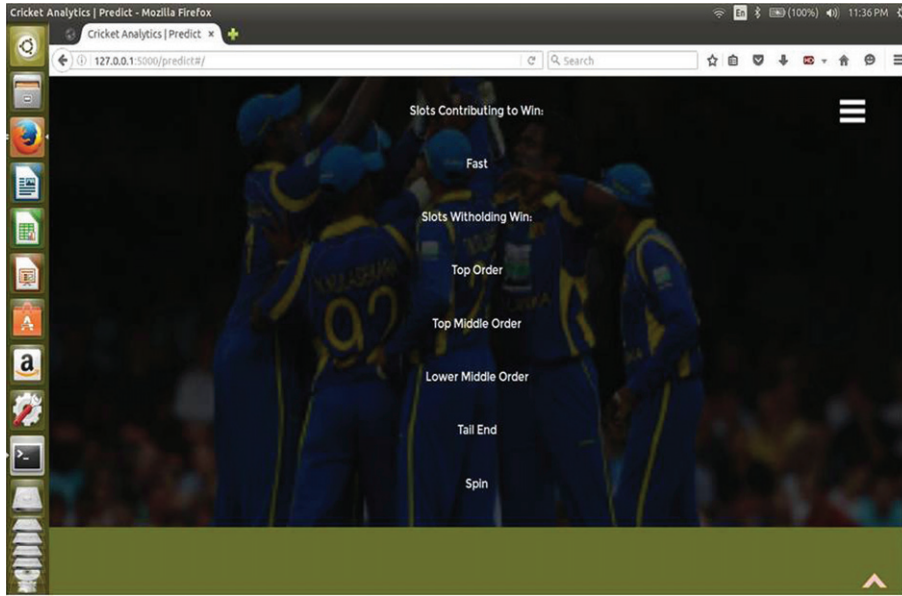 Cricket Analytics | Predict - Mozilla Firefox
En (100%) 11:36 PM
Cricket Analytics | Predict ×
127.0.0.1:5000/predict#/
Search
Slots Contributing to Win:
Fast
Slots Witholding Win:
Top Order
Top Middle Order
Lower Middle Order
Tail End
Spin
92